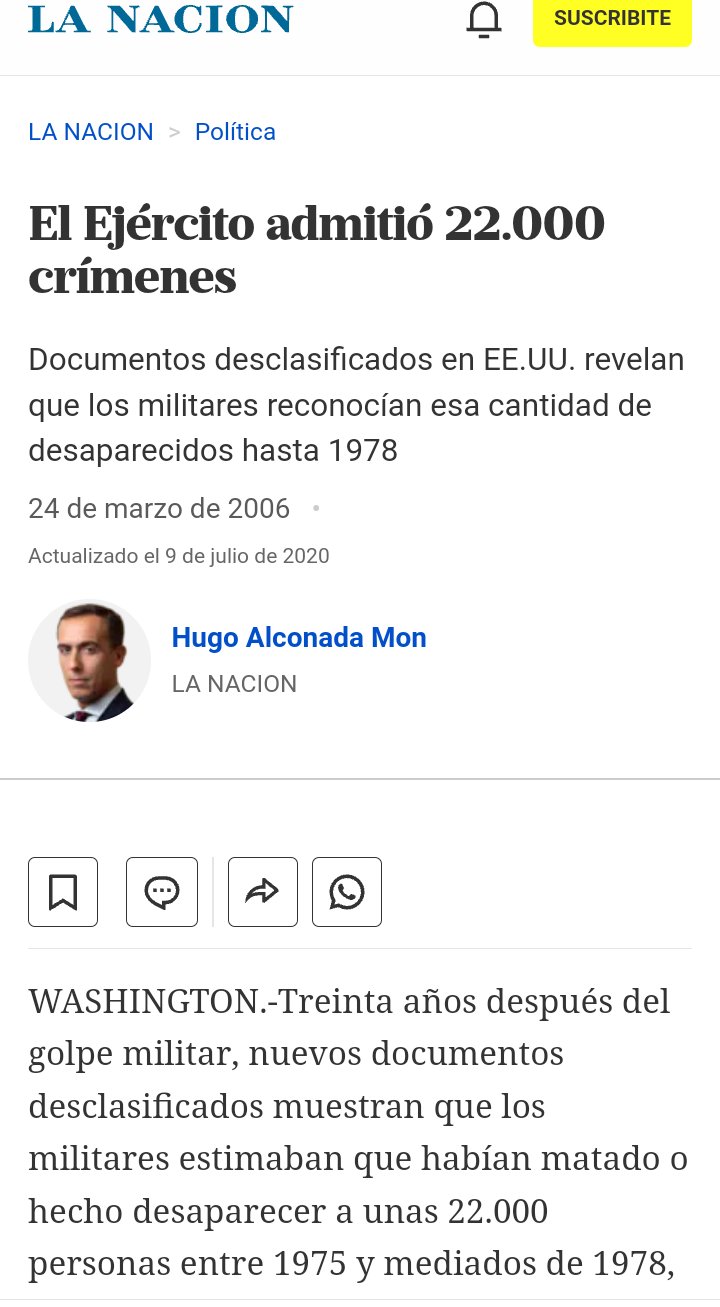 LA NACION
SUSCRIBITE
LA NACION > Política
El Ejército admitió 22.000
crímenes
Documentos desclasificados en EE.UU. revelan
que los militares reconocían esa cantidad de
desaparecidos hasta 1978
24 de marzo de 2006 •
Actualizado el 9 de julio de 2020
Hugo Alconada Mon
LA NACION
WASHINGTON.-Treinta años después del
golpe militar, nuevos documentos
desclasificados muestran que los
militares estimaban que habían matado o
hecho desaparecer a unas 22.000
personas entre 1975 y mediados de 1978,